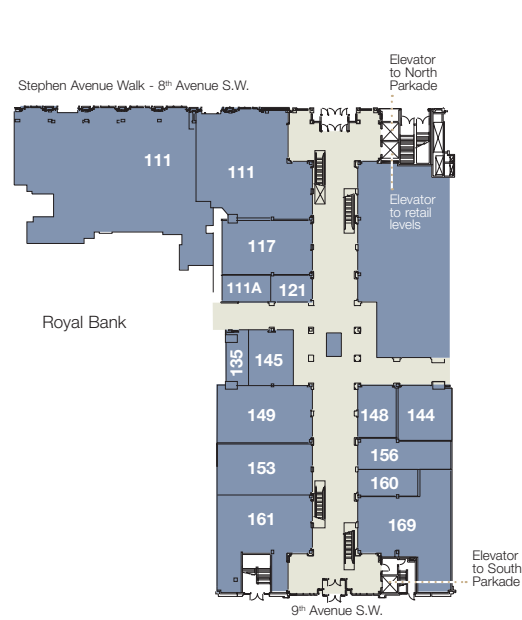 Elevator
to North
Parkade
Stephen Avenue Walk - 8th Avenue S.W.
111
111
Elevator
to retail
levels
117
111A
121
Royal Bank
135
145
149
148
144
153
156
160
161
169
Elevator
to South
Parkade
9th Avenue S.W.